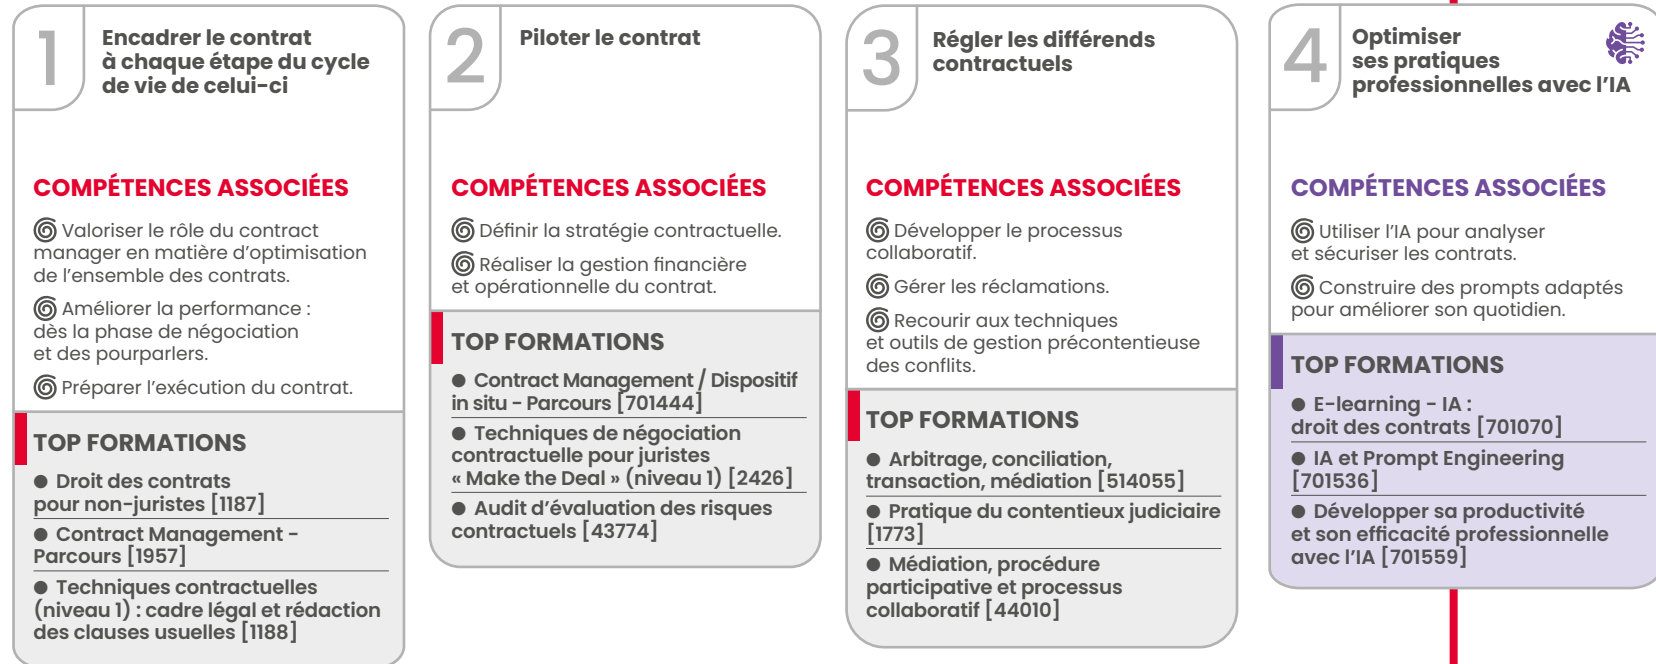 1
Encadrer le contrat
à chaque étape du cycle
de vie de celui-ci
COMPÉTENCES ASSOCIÉES
Valoriser le rôle du contract
manager en matière d'optimisation
de l'ensemble des contrats.
Améliorer la performance :
dès la phase de négociation
et des pourparlers.
Préparer l'exécution du contrat.
TOP FORMATIONS
● Droit des contrats
pour non-juristes [1187]
● Contract Management -
Parcours [1957]
● Techniques contractuelles
(niveau 1) : cadre légal et rédaction
des clauses usuelles [1188]
2
Piloter le contrat
COMPÉTENCES ASSOCIÉES
Définir la stratégie contractuelle.
Réaliser la gestion financière
et opérationnelle du contrat.
TOP FORMATIONS
● Contract Management / Dispositif
in situ - Parcours [701444]
● Techniques de négociation
contractuelle pour juristes
« Make the Deal » (niveau 1) [2426]
● Audit d'évaluation des risques
contractuels [43774]
3
Régler les différends
contractuels
COMPÉTENCES ASSOCIÉES
Développer le processus
collaboratif.
Gérer les réclamations.
Recourir aux techniques
et outils de gestion précontentieuse
des conflits.
TOP FORMATIONS
● Arbitrage, conciliation,
transaction, médiation [514055]
● Pratique du contentieux judiciaire
[1773]
● Médiation, procédure
participative et processus
collaboratif [44010]
4
Optimiser
ses pratiques
professionnelles avec l'IA
COMPÉTENCES ASSOCIÉES
Utiliser l'IA pour analyser
et sécuriser les contrats.
Construire des prompts adaptés
pour améliorer son quotidien.
TOP FORMATIONS
● E-learning - IA :
droit des contrats [701070]
● IA et Prompt Engineering
[701536]
● Développer sa productivité
et son efficacité professionnelle
avec l'IA [701559]